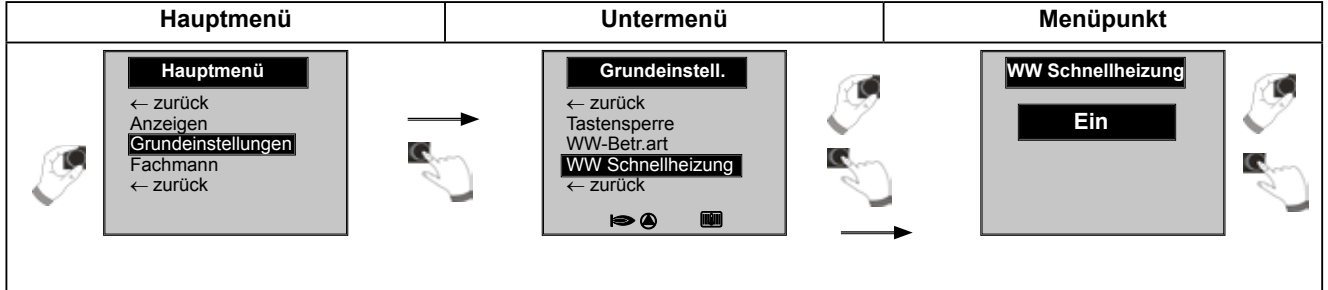 Hauptmenü
Untermenü
Menüpunkt
Hauptmenü
← zurück
Anzeigen
Grundeinstellungen
Fachmann
← zurück
Grundeinstell.
← zurück
Tastensperre
WW-Betr.art
WW Schnellheizung
← zurück
WW Schnellheizung
Ein